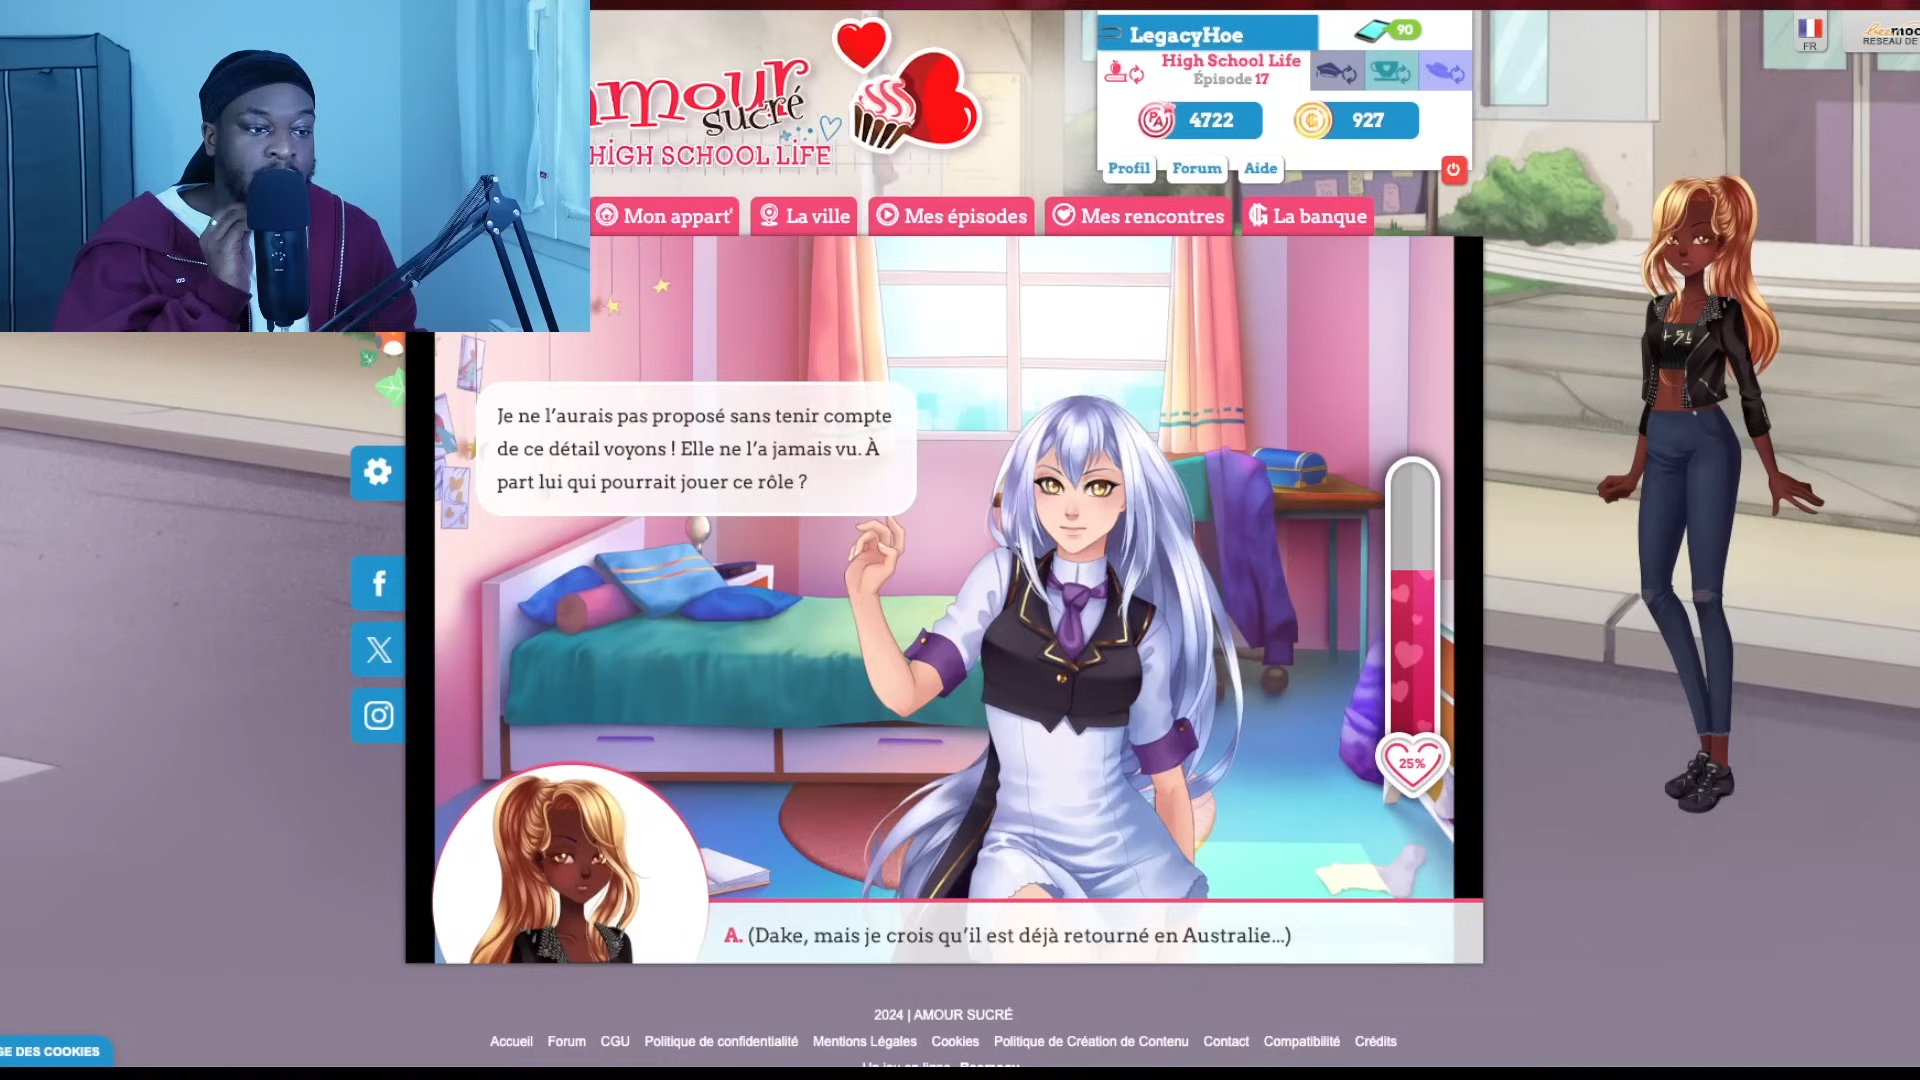 LegacyHoe
90
High School Life
Épisode 17
4722
927
Profil
Forum
Aide
FR
RESEAU DE
amour
sucré
HiGH SCHOOL LiFE
Mon appart'
La ville
Mes épisodes
Mes rencontres
La banque
Je ne l'aurais pas proposé sans tenir compte
de ce détail voyons ! Elle ne l'a jamais vu. À
part lui qui pourrait jouer ce rôle ?
25%
A. (Dake, mais je crois qu'il est déjà retourné en Australie...)
2024 | AMOUR SUCRÉ
Accueil Forum CGU Politique de confidentialité Mentions Légales Cookies Politique de Création de Contenu Contact Compatibilité Crédits
DES COOKIES